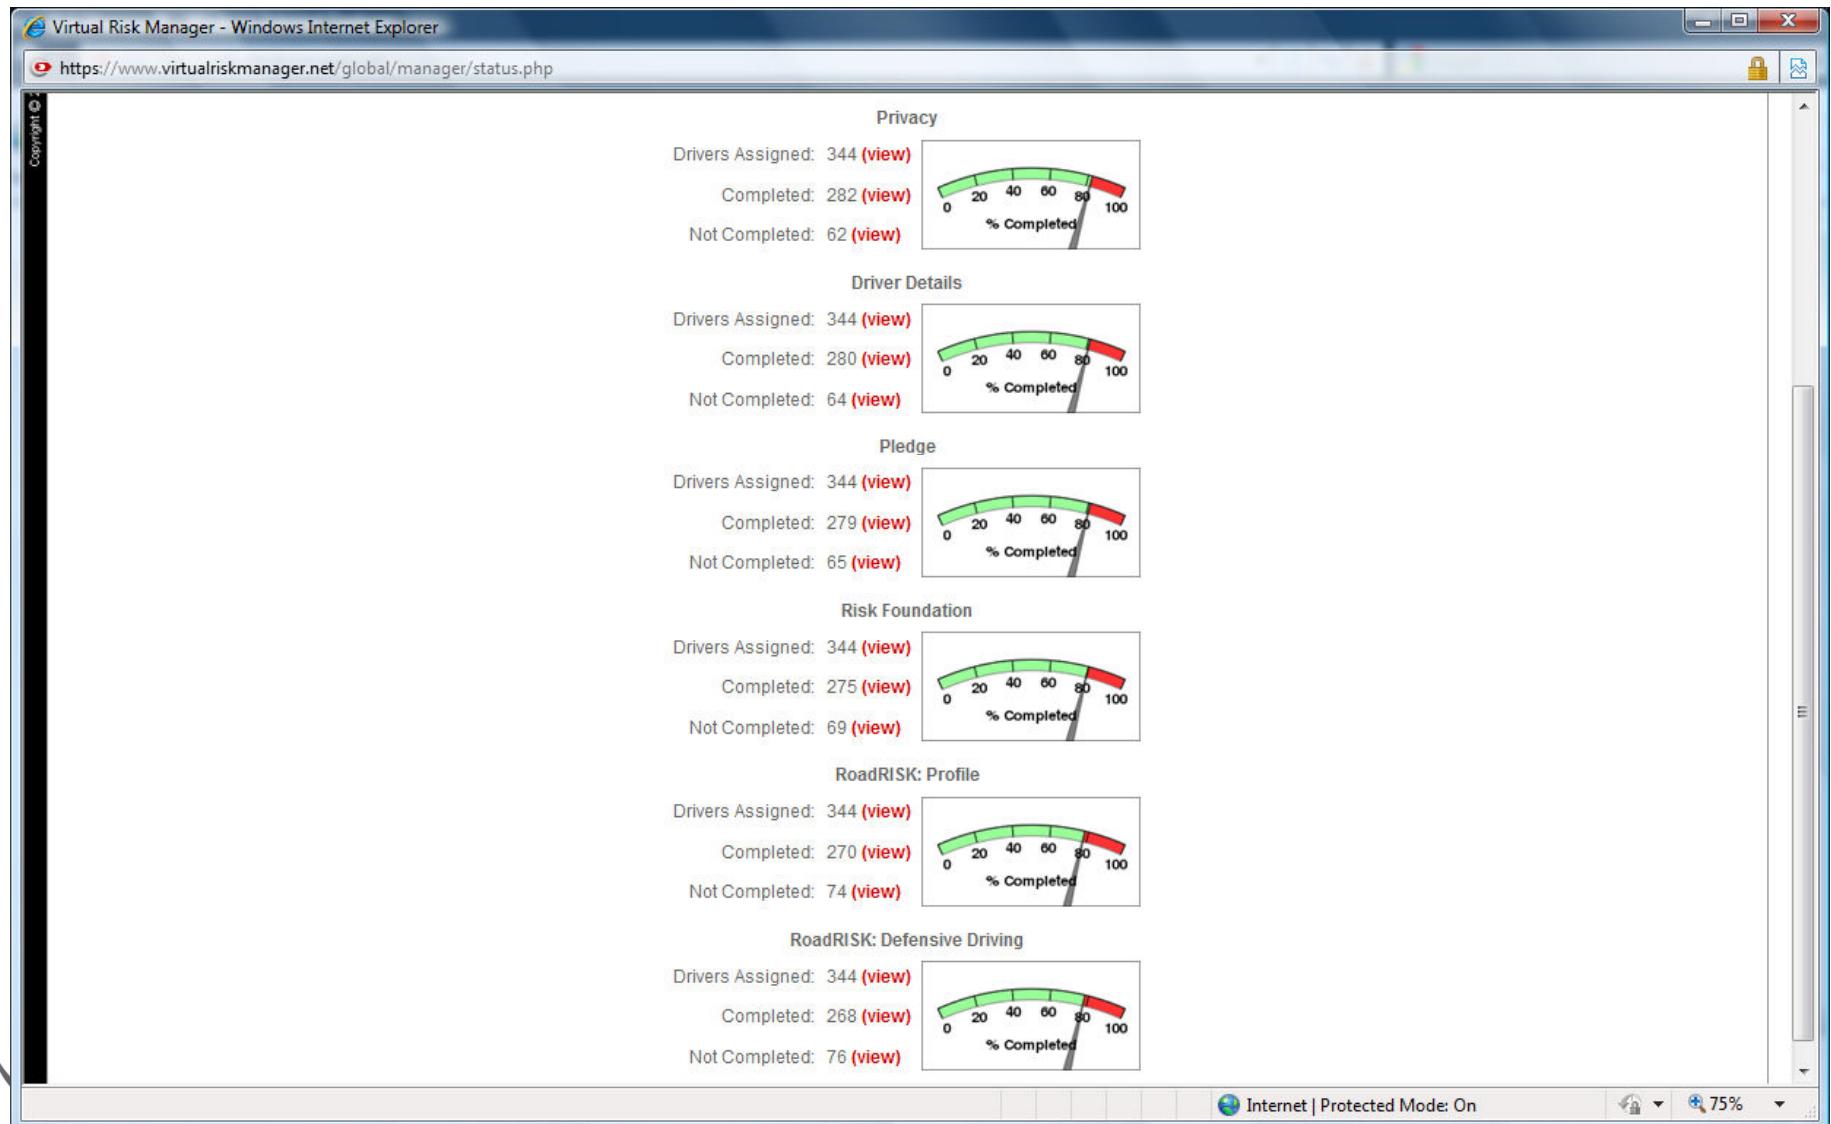 Virtual Risk Manager - Windows Internet Explorer
https://www.virtualriskmanager.net/global/manager/status.php
Copyright ©
Privacy
Drivers Assigned: 344 (view)
Completed: 282 (view)
Not Completed: 62 (view)
0 20 40 60 80 100
% Completed
Driver Details
Drivers Assigned: 344 (view)
Completed: 280 (view)
Not Completed: 64 (view)
0 20 40 60 80 100
% Completed
Pledge
Drivers Assigned: 344 (view)
Completed: 279 (view)
Not Completed: 65 (view)
0 20 40 60 80 100
% Completed
Risk Foundation
Drivers Assigned: 344 (view)
Completed: 275 (view)
Not Completed: 69 (view)
0 20 40 60 80 100
% Completed
RoadRISK: Profile
Drivers Assigned: 344 (view)
Completed: 270 (view)
Not Completed: 74 (view)
0 20 40 60 80 100
% Completed
RoadRISK: Defensive Driving
Drivers Assigned: 344 (view)
Completed: 268 (view)
Not Completed: 76 (view)
0 20 40 60 80 100
% Completed
Internet | Protected Mode: On
75%